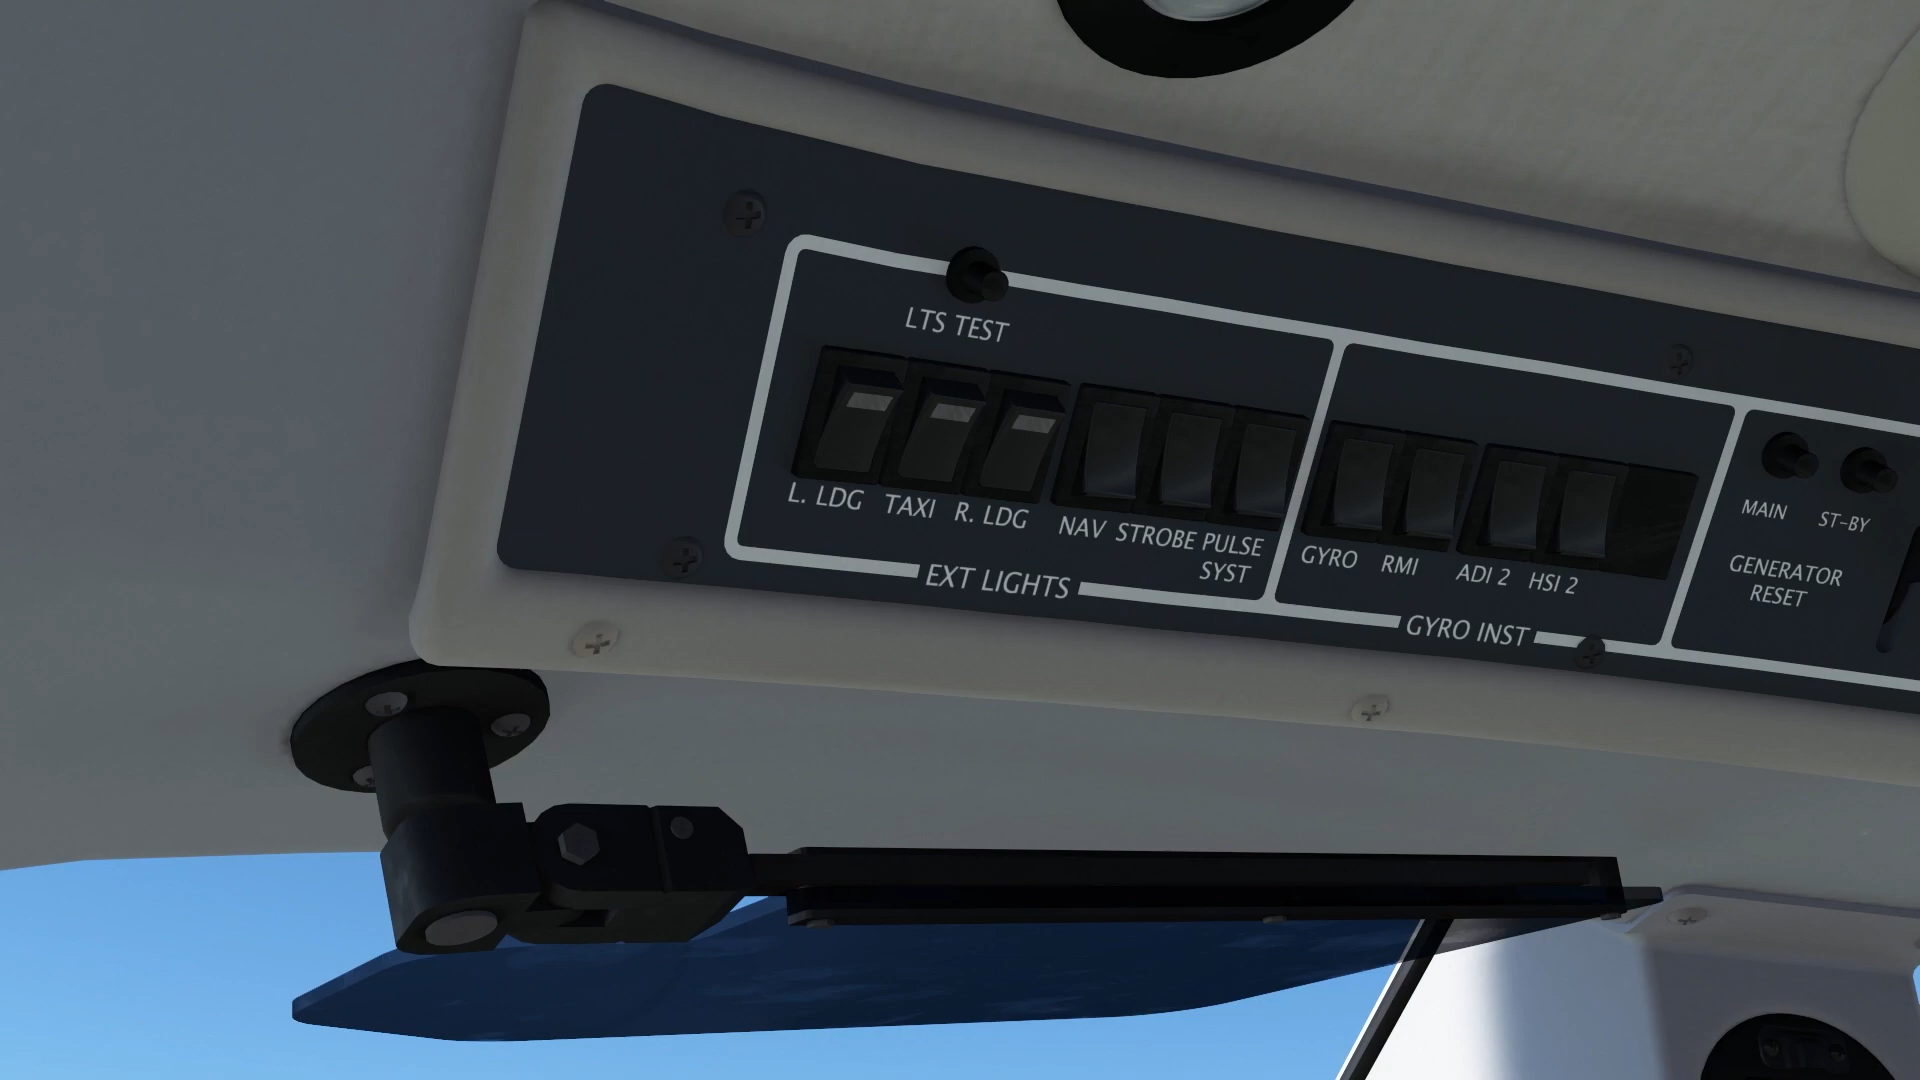 LTS TEST
L. LDG TAXI R. LDG NAV STROBE PULSE SYST
EXT LIGHTS
GYRO RMI ADI 2 HSI 2
GYRO INST
MAIN ST-BY
GENERATOR
RESET